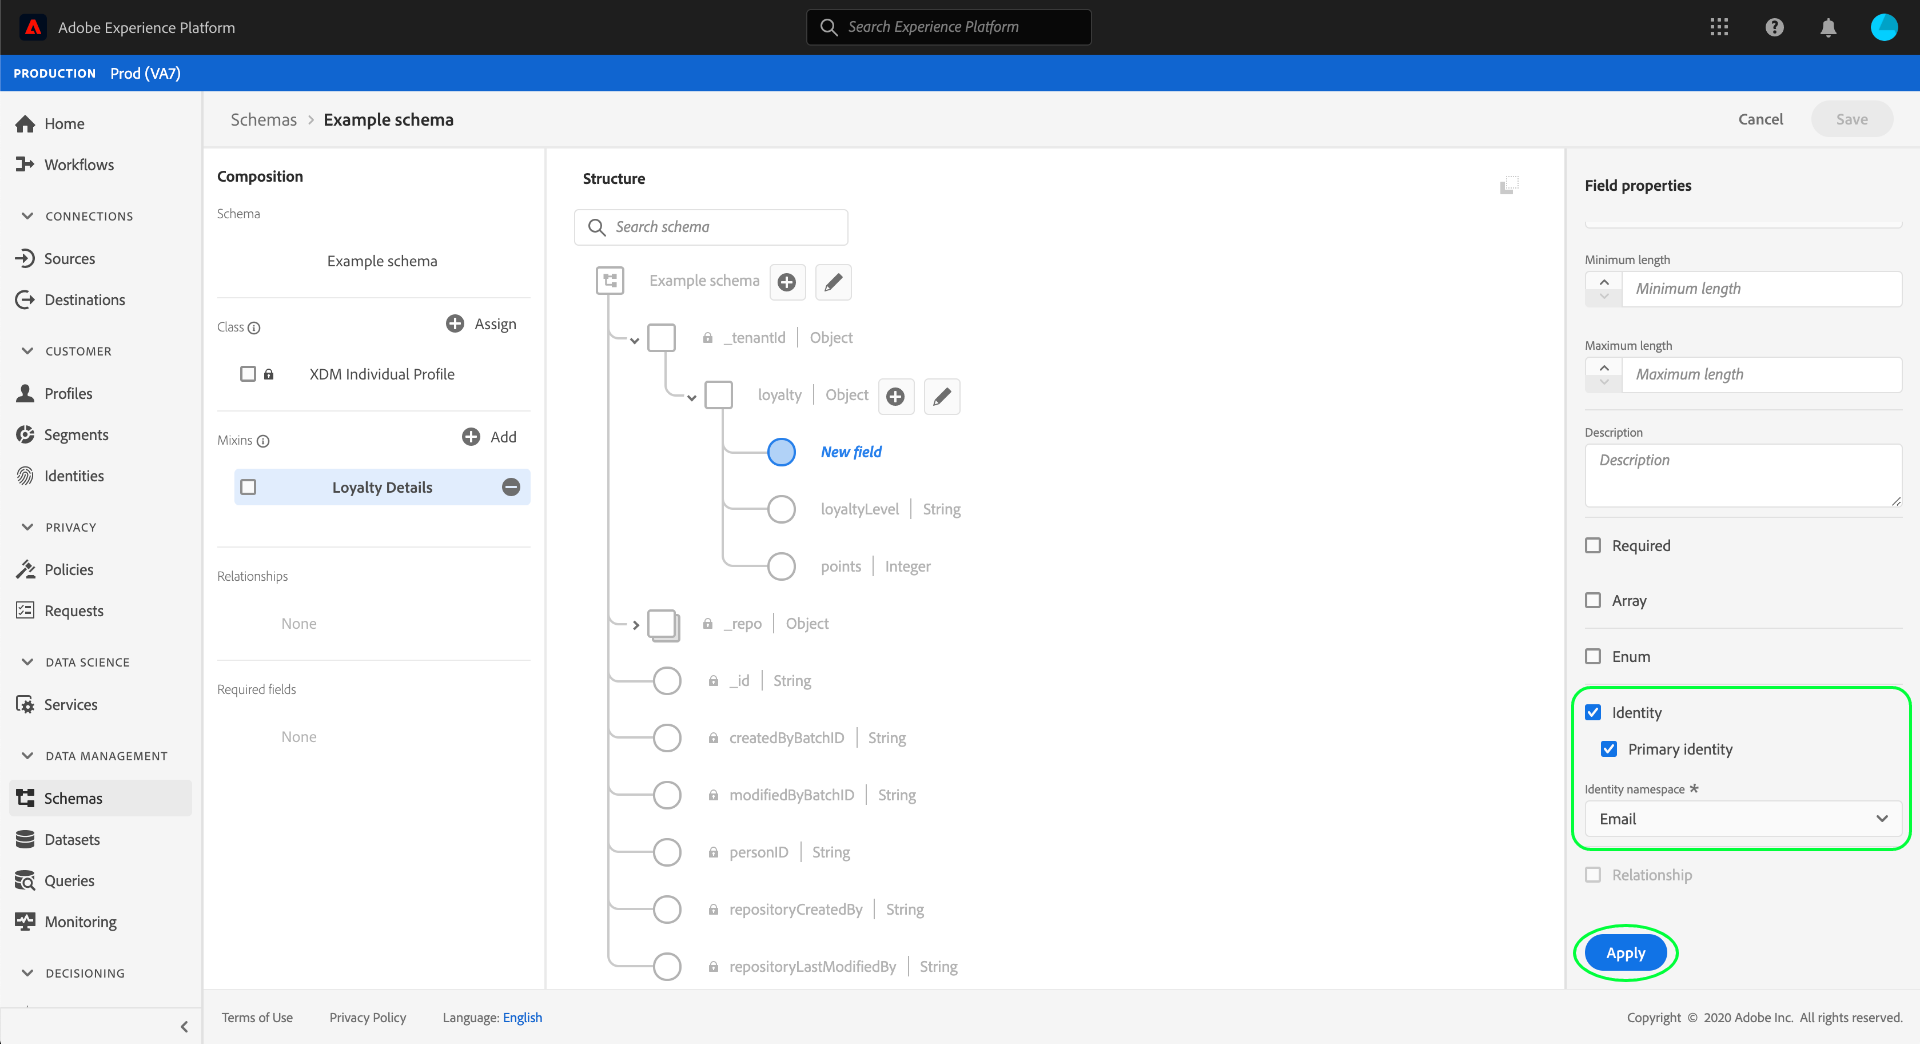 Adobe Experience Platform
Search Experience Platform
PRODUCTION Prod (VA7)
Home
Workflows
CONNECTIONS
Sources
Destinations
CUSTOMER
Profiles
Segments
Identities
PRIVACY
Policies
Requests
DATA SCIENCE
Services
DATA MANAGEMENT
Schemas
Datasets
Queries
Monitoring
DECISIONING
Schemas > Example schema
Cancel
Save
Composition
Schema
Example schema
Class
Assign
XDM Individual Profile
Mixins
Add
Loyalty Details
Relationships
None
Required fields
None
Structure
Search schema
Example schema
_tenantId | Object
loyalty | Object
New field
loyaltyLevel | String
points | Integer
_repo | Object
_id | String
createdByBatchID | String
modifiedByBatchID | String
personID | String
repositoryCreatedBy | String
repositoryLastModifiedBy | String
Field properties
Minimum length
Minimum length
Maximum length
Maximum length
Description
Description
Required
Array
Enum
Identity
Primary identity
Identity namespace *
Email
Relationship
Apply
Terms of Use
Privacy Policy
Language: English
Copyright © 2020 Adobe Inc. All rights reserved.